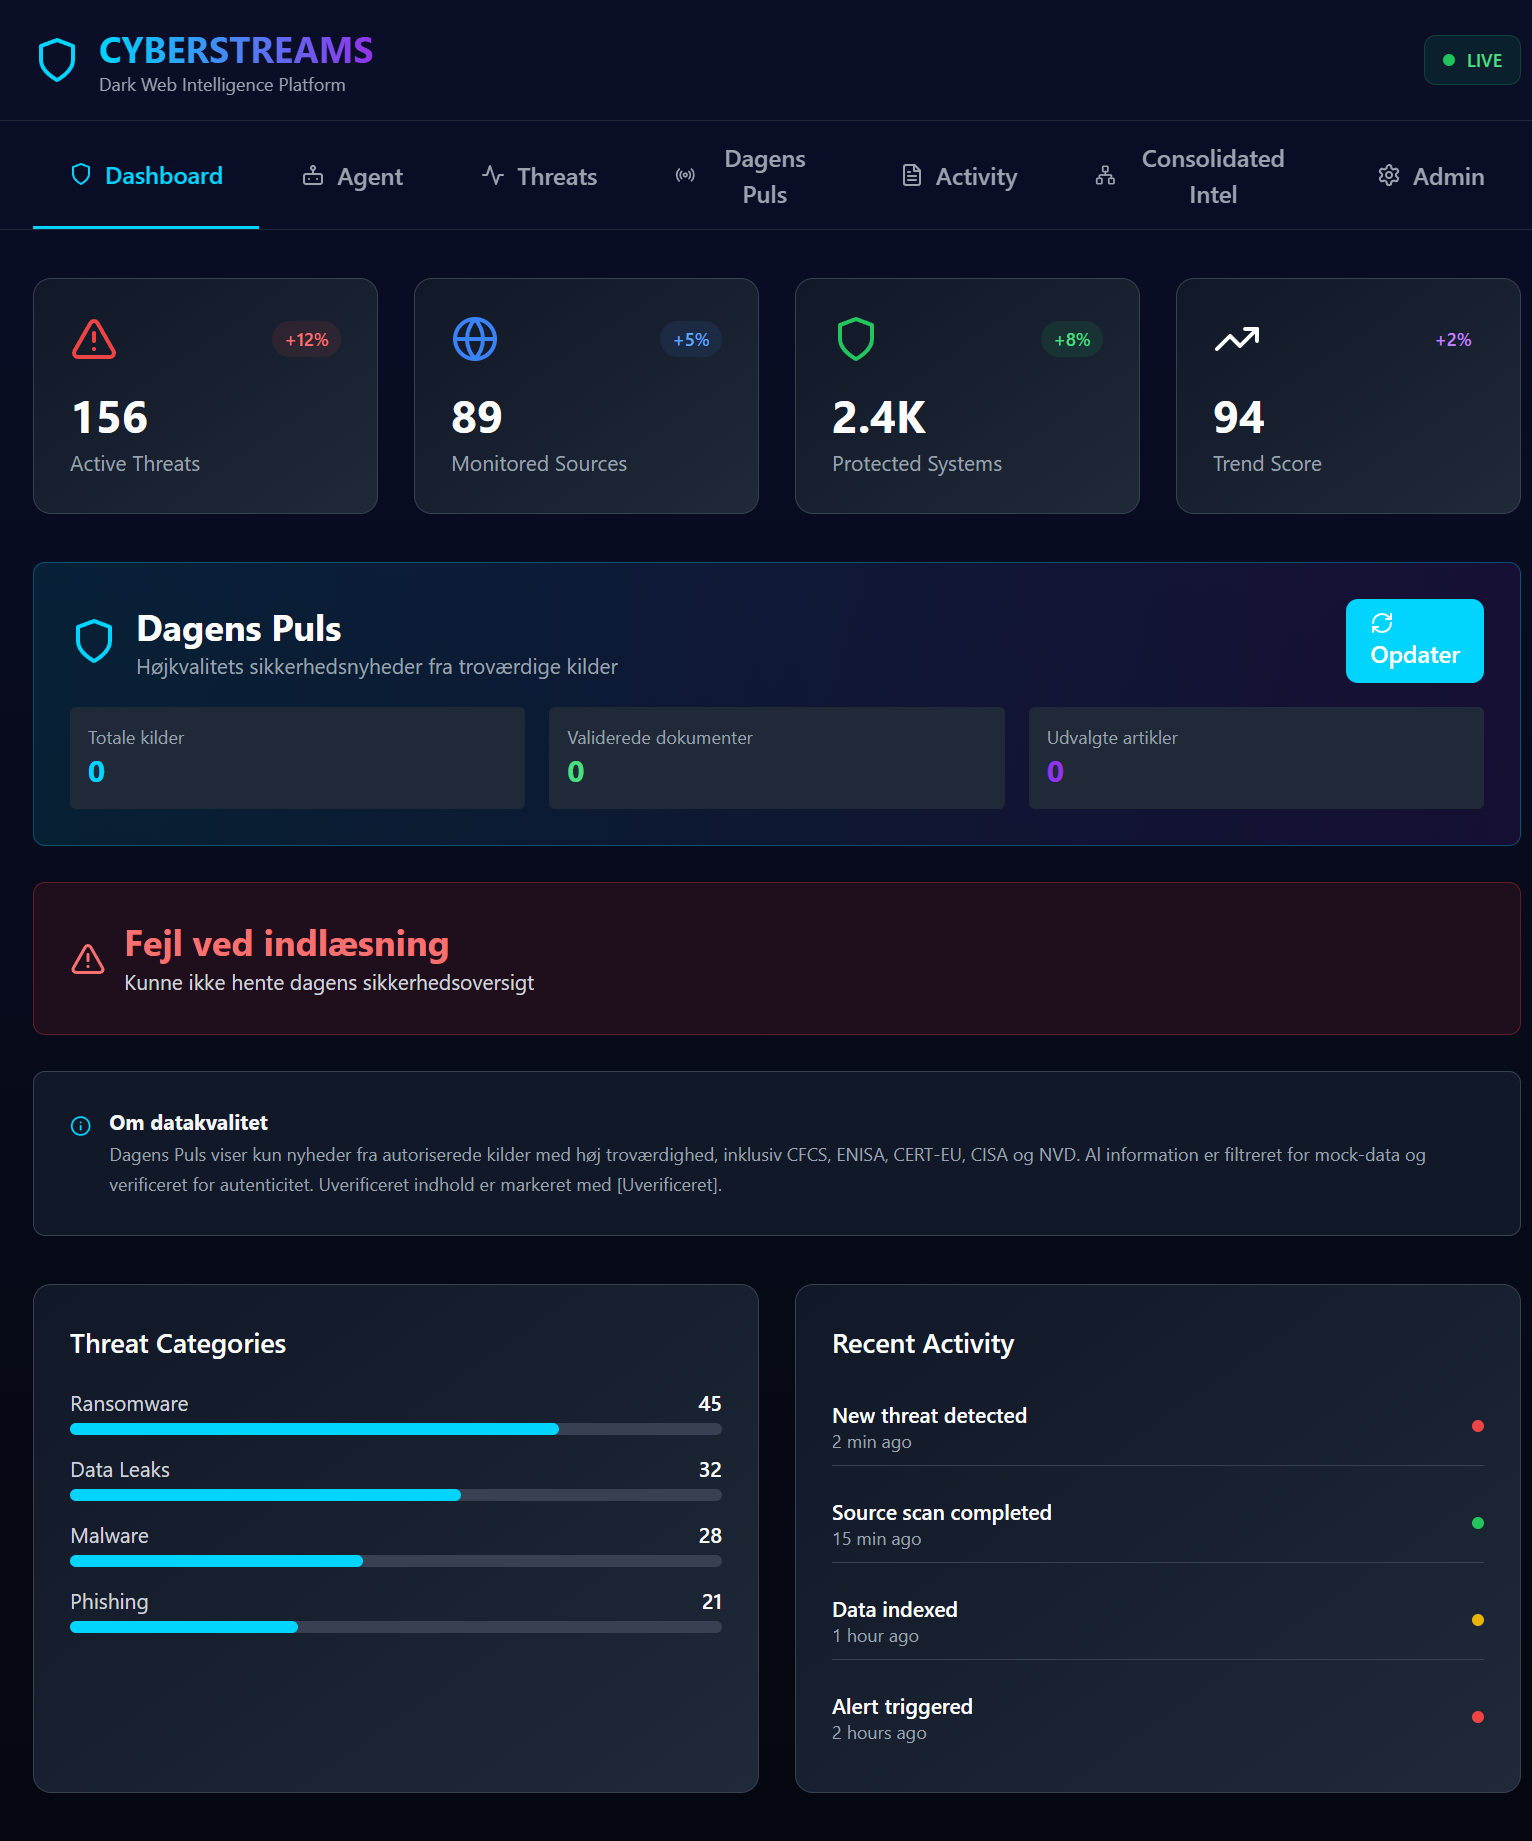 CYBERSTREAMS
Dark Web Intelligence Platform
LIVE
Dashboard
Agent
Threats
Dagens
Puls
Activity
Consolidated
Intel
Admin
+12%
156
Active Threats
+5%
89
Monitored Sources
+8%
2.4K
Protected Systems
+2%
94
Trend Score
Dagens Puls
Højkvalitets sikkerhedsnyheder fra troværdige kilder
Opdater
Totale kilder
0
Validerede dokumenter
0
Udvalgte artikler
0
Fejl ved indlæsning
Kunne ikke hente dagens sikkerhedsoversigt
Om datakvalitet
Dagens Puls viser kun nyheder fra autoriserede kilder med høj troværdighed, inklusiv CFCS, ENISA, CERT-EU, CISA og NVD. Al information er filtreret for mock-data og
verificeret for autenticitet. Uverificeret indhold er markeret med [Uverificeret].
Threat Categories
Ransomware 45
Data Leaks 32
Malware 28
Phishing 21
Recent Activity
New threat detected
2 min ago
Source scan completed
15 min ago
Data indexed
1 hour ago
Alert triggered
2 hours ago